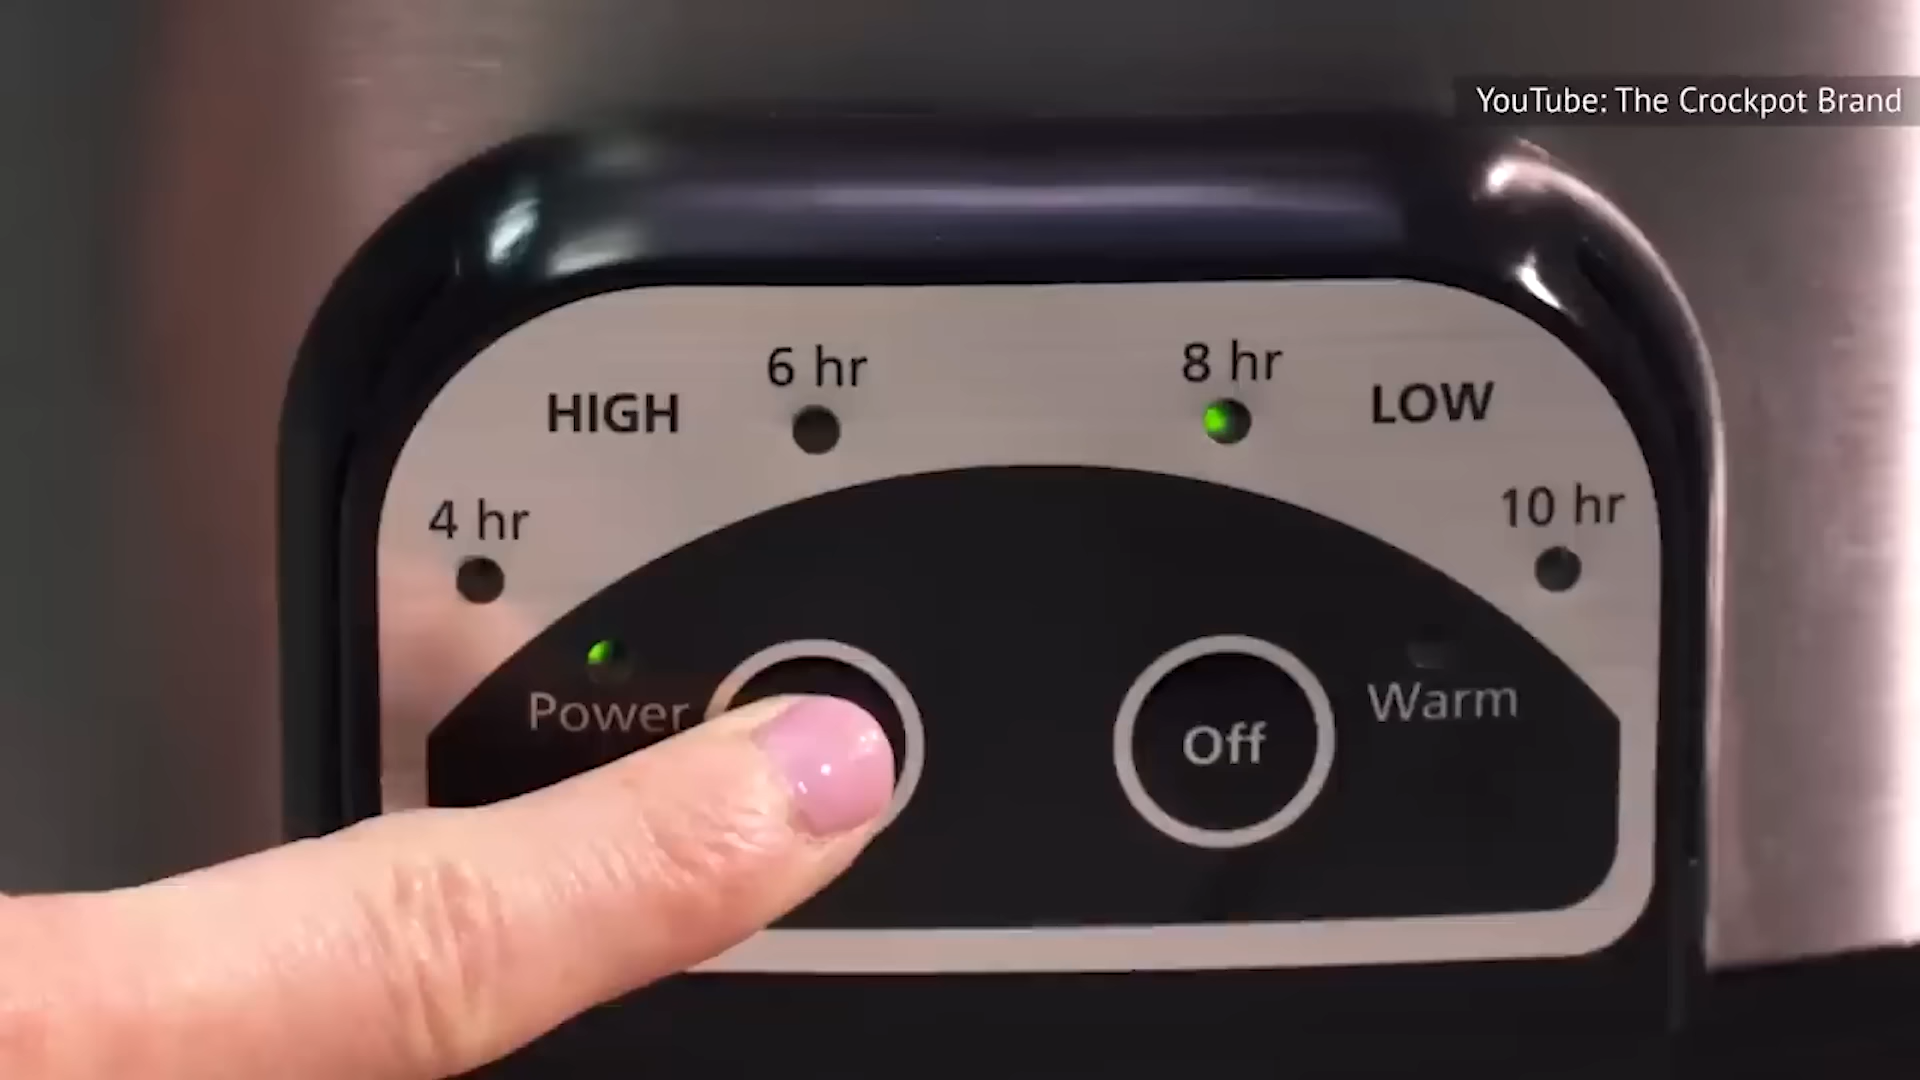 YouTube: The Crockpot Brand
6 hr
8 hr
HIGH
LOW
4 hr
10 hr
Power
Off
Warm